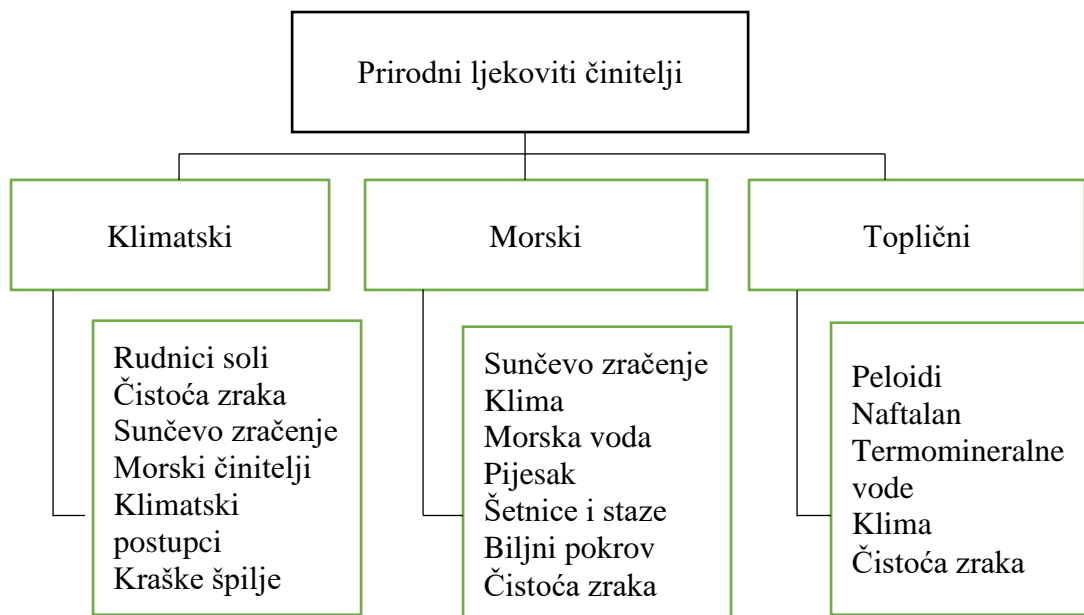 Prirodni ljekoviti činitelji
Klimatski
Morski
Toplični
Rudnici soli
Čistoća zraka
Sunčevo zračenje
Morski činitelji
Klimatski
postupci
Kraške špilje
Sunčevo zračenje
Klima
Morska voda
Pijesak
Šetnice i staze
Biljni pokrov
Čistoća zraka
Peloidi
Naftalan
Termomineralne
vode
Klima
Čistoća zraka